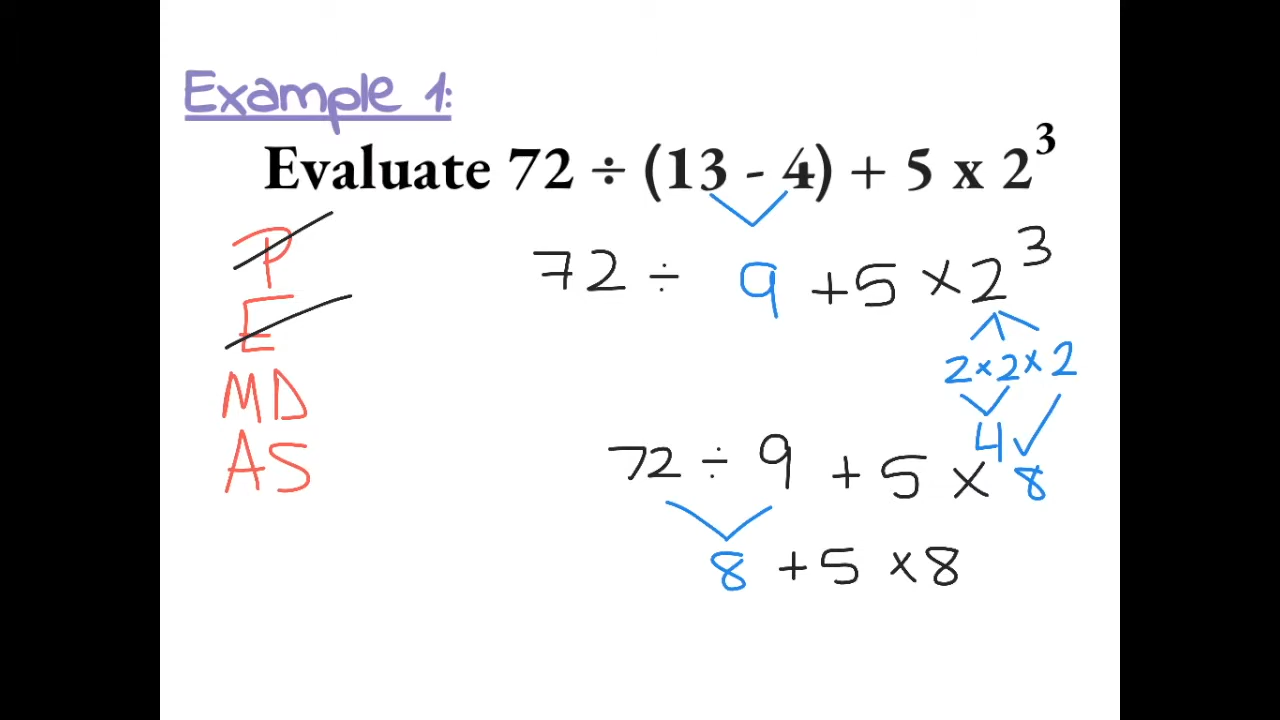 Example 1:
Evaluate 72 ÷ (13 - 4) + 5 x 2³
P
72 ÷ 9 + 5 × 2³
E
2 × 2 × 2
MD
4
AS
72 ÷ 9 + 5 × 8
8 + 5 × 8